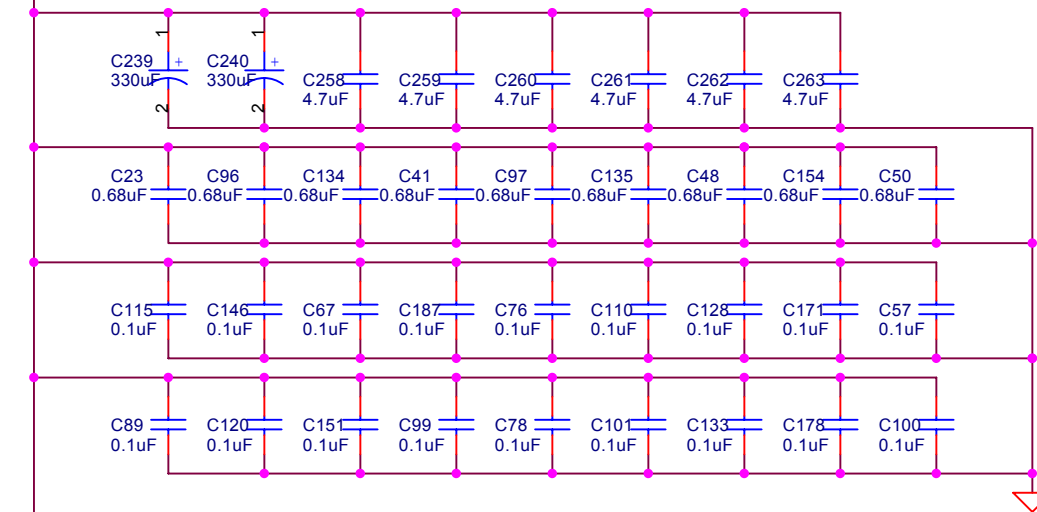 1 1
C239 + C240 +
330uF 330uF C258 C259 C260 C261 C262 C263
4.7uF 4.7uF 4.7uF 4.7uF 4.7uF 4.7uF
2 2
C23 C96 C134 C41 C97 C135 C48 C154 C50
0.68uF 0.68uF 0.68uF 0.68uF 0.68uF 0.68uF 0.68uF 0.68uF 0.68uF
C115 C146 C67 C187 C76 C110 C128 C171 C57
0.1uF 0.1uF 0.1uF 0.1uF 0.1uF 0.1uF 0.1uF 0.1uF 0.1uF
C89 C120 C151 C99 C78 C101 C133 C178 C100
0.1uF 0.1uF 0.1uF 0.1uF 0.1uF 0.1uF 0.1uF 0.1uF 0.1uF